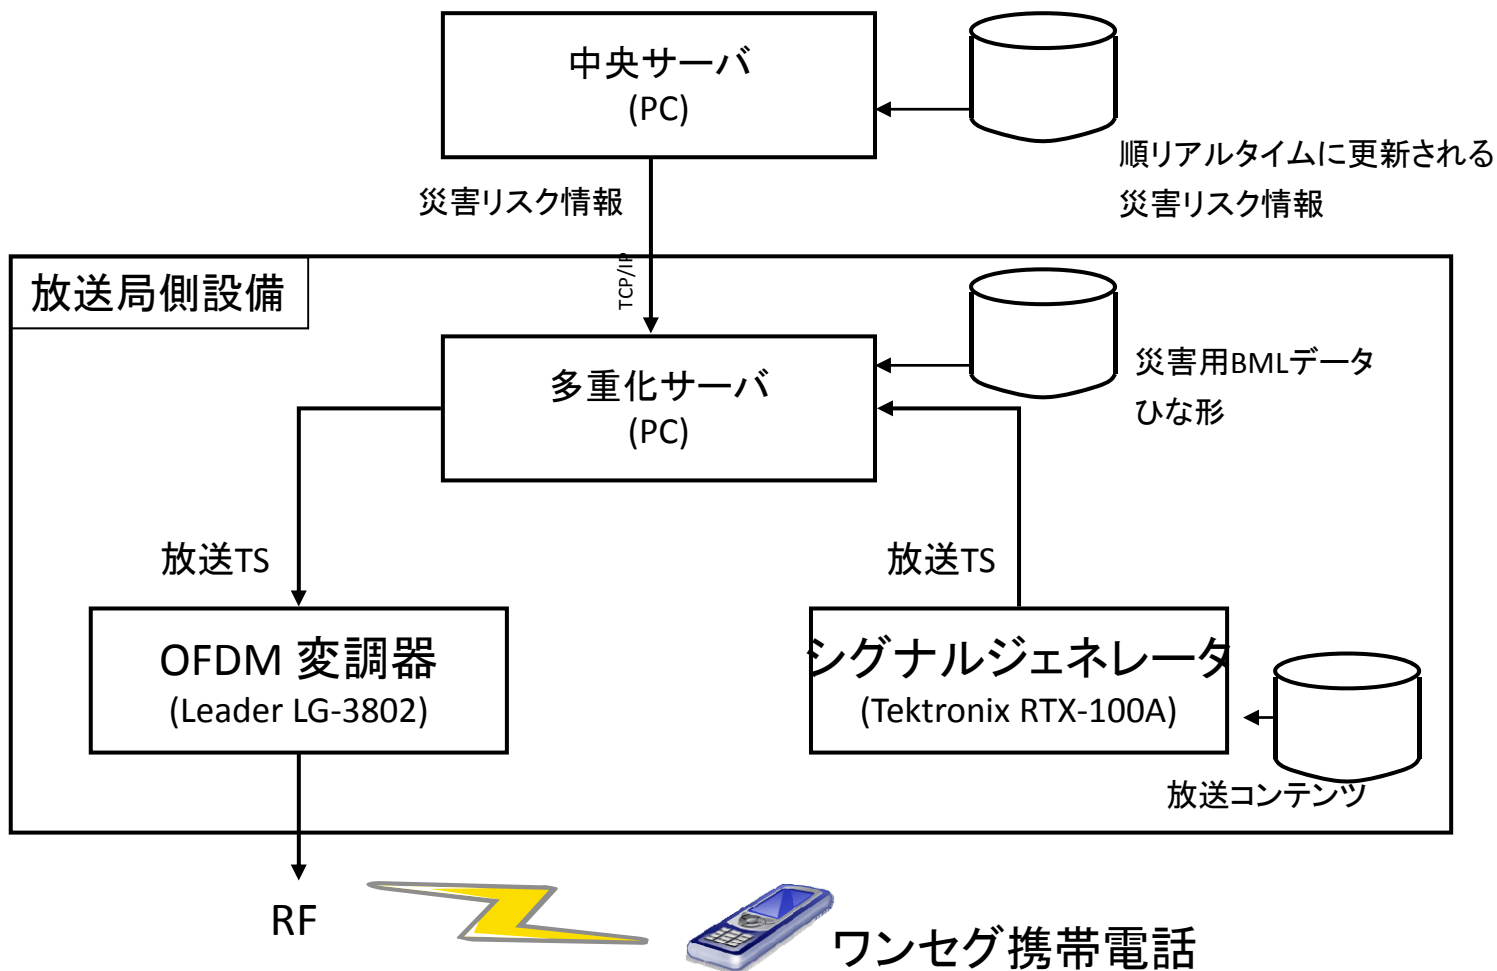 中央サーバ
(PC)
順リアルタイムに更新される
災害リスク情報
災害リスク情報
TCP/IP
放送局側設備
多重化サーバ
(PC)
災害用BMLデータ
ひな形
放送TS
放送TS
OFDM 変調器
(Leader LG-3802)
シグナルジェネレータ
(Tektronix RTX-100A)
放送コンテンツ
RF
ワンセグ携帯電話